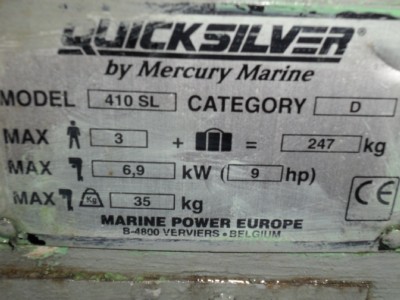 QUICKSILVER®
by Mercury Marine
MODEL 410 SL CATEGORY D
MAX 3 + = 247 kg
MAX 6,9 kW ( 9 hp)
MAX Kg 35 kg
CE
MARINE POWER EUROPE
B-4800 VERVIERS • BELGIUM